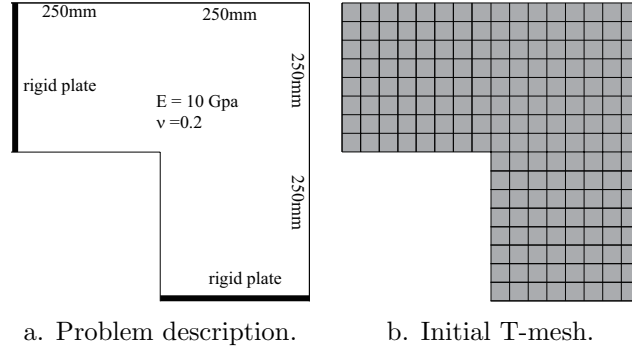 250mm 250mm
rigid plate
250mm
E = 10 Gpa
ν =0.2
250mm
rigid plate
a. Problem description.
b. Initial T-mesh.